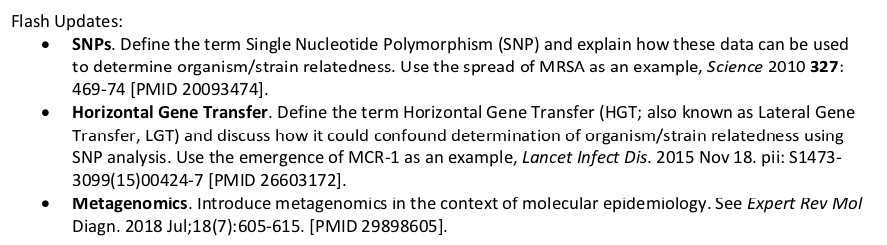 Flash Updates:
• SNPs. Define the term Single Nucleotide Polymorphism (SNP) and explain how these data can be used
to determine organism/strain relatedness. Use the spread of MRSA as an example, Science 2010 327:
469-74 [PMID 20093474].
• Horizontal Gene Transfer. Define the term Horizontal Gene Transfer (HGT; also known as Lateral Gene
Transfer, LGT) and discuss how it could confound determination of organism/strain relatedness using
SNP analysis. Use the emergence of MCR-1 as an example, Lancet Infect Dis. 2015 Nov 18. pii: S1473-
3099(15)00424-7 [PMID 26603172].
• Metagenomics. Introduce metagenomics in the context of molecular epidemiology. See Expert Rev Mol
Diagn. 2018 Jul;18(7):605-615. [PMID 29898605].